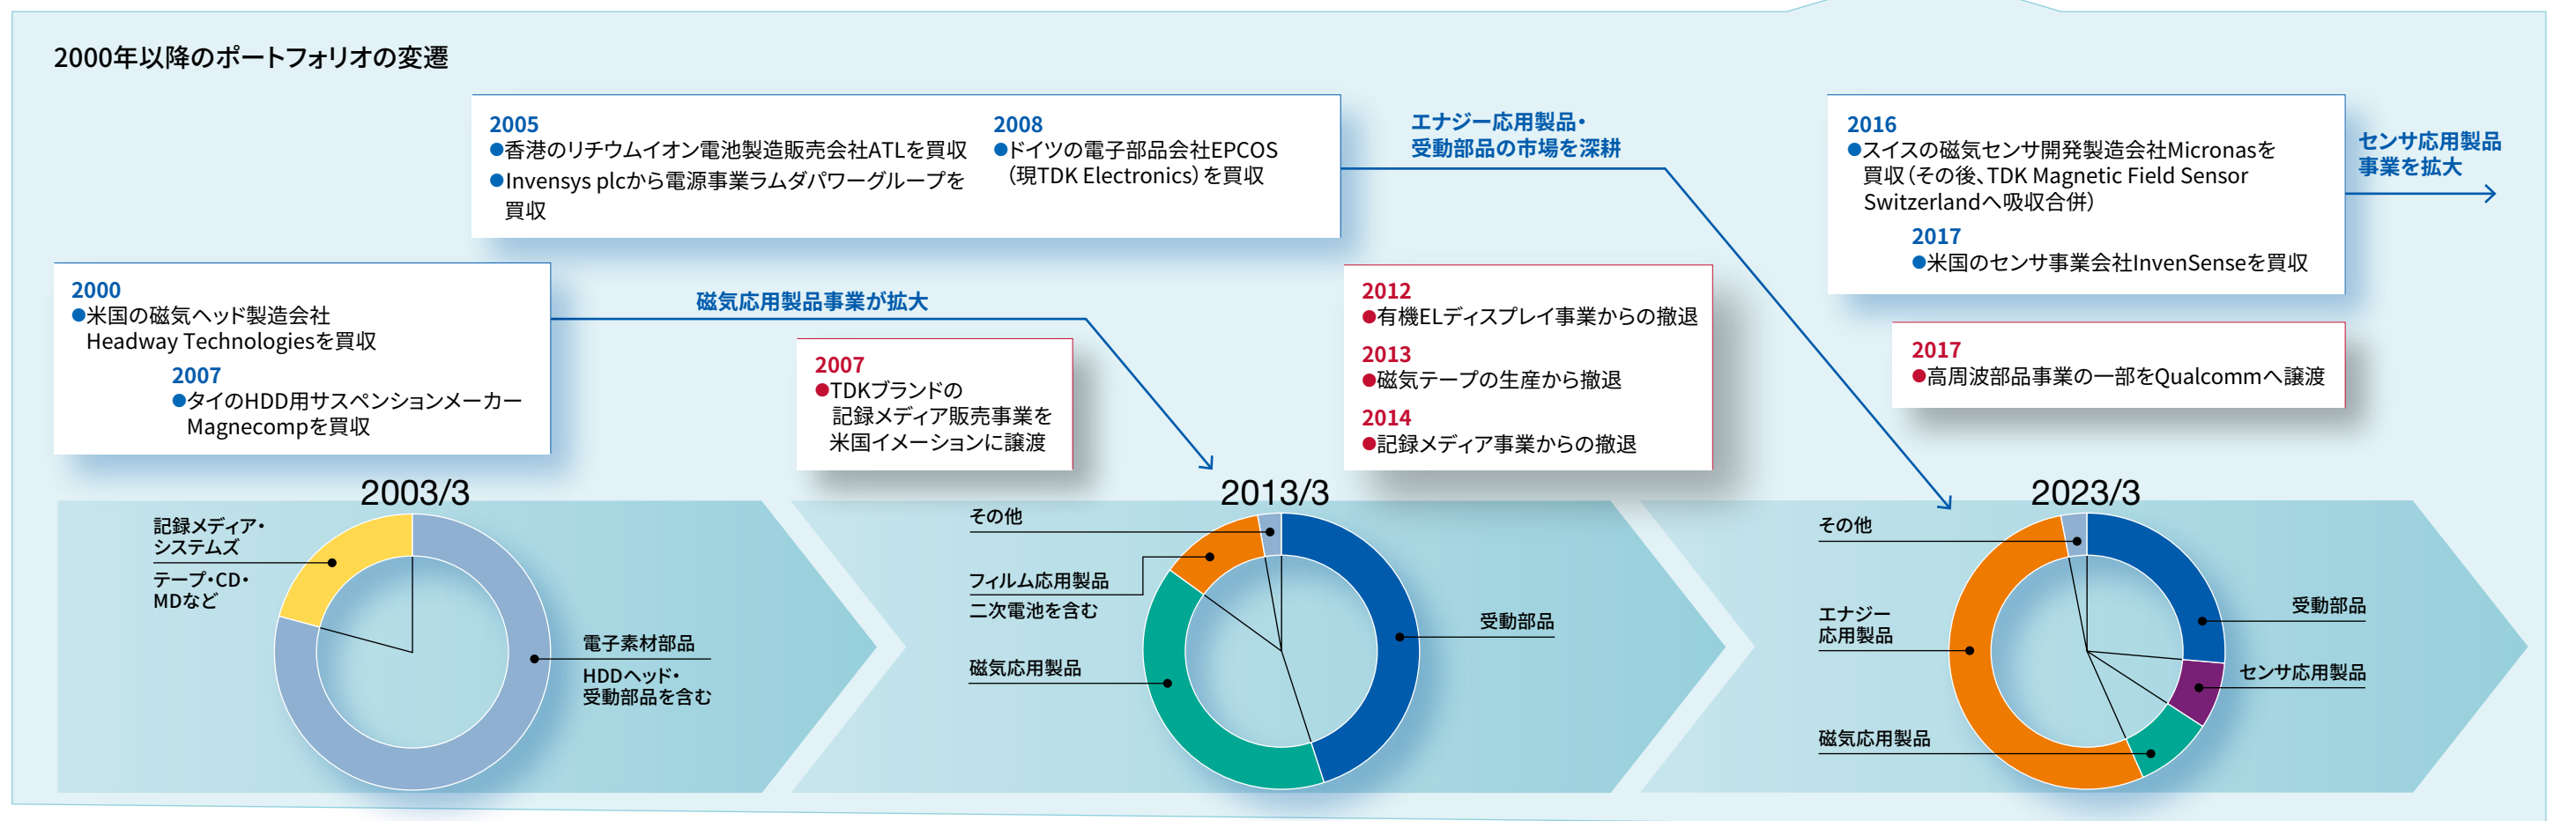 2000年以降のポートフォリオの変遷
2005
●香港のリチウムイオン電池製造販売会社ATLを買収
●Invensys plcから電源事業ラムダパワーグループを
買収
2008
●ドイツの電子部品会社EPCOS
（現TDK Electronics）を買収
エナジー応用製品・
受動部品の市場を深耕
2016
●スイスの磁気センサ開発製造会社Micronasを
買収（その後、TDK Magnetic Field Sensor
Switzerlandへ吸収合併）
2017
●米国のセンサ事業会社InvenSenseを買収
センサ応用製品
事業を拡大
2000
●米国の磁気ヘッド製造会社
Headway Technologiesを買収
2007
●タイのHDD用サスペンションメーカー
Magnecompを買収
磁気応用製品事業が拡大
2007
●TDKブランドの
記録メディア販売事業を
米国イメーションに譲渡
2012
●有機ELディスプレイ事業からの撤退
2013
●磁気テープの生産から撤退
2014
●記録メディア事業からの撤退
2017
●高周波部品事業の一部をQualcommへ譲渡
2003/3
記録メディア・
システムズ
テープ・CD・
MDなど
電子素材部品
HDDヘッド・
受動部品を含む
2013/3
その他
フィルム応用製品
二次電池を含む
磁気応用製品
受動部品
2023/3
その他
エナジー
応用製品
磁気応用製品
受動部品
センサ応用製品